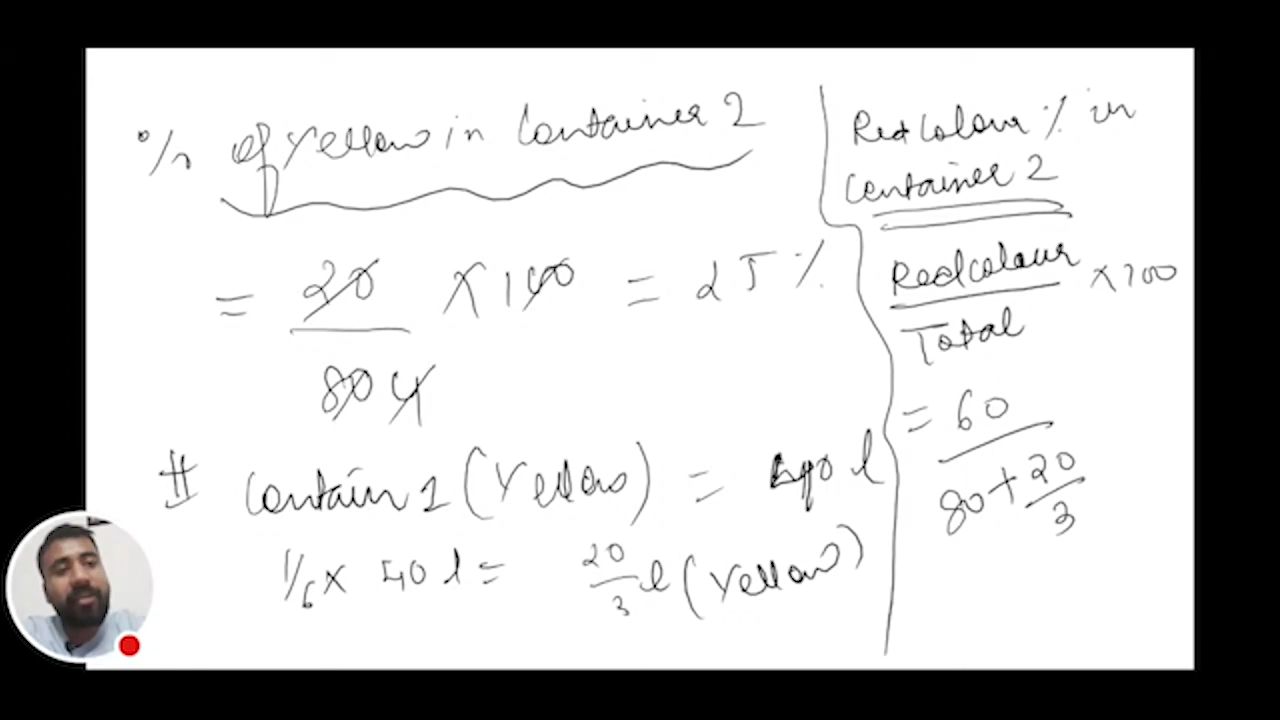 % of Yellow in Container 2
= 20/80 4 × 100 = 25 %
# Contain 1 (Yellow) = 40 l
1/6 × 40 l = 20/3 l (Yellow)
Red Colour % in
Container 2
Red colour / Total × 100
= 60 / 80 + 20/3